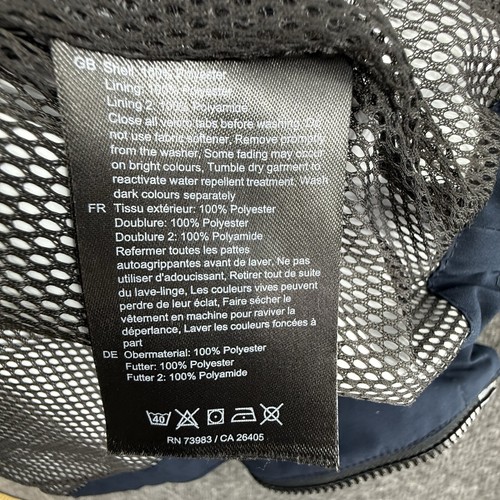 GB Shell: 100% Polyester
Lining: 100% Polyester
Lining 2: 100% Polyamide
Close all velcro tabs before washing, Do
not use fabric softener, Remove promptly
from the washer, Some fading may occur
on bright colours, Tumble dry garment to
reactivate water repellent treatment, Wash
dark colours separately
FR Tissu extérieur: 100% Polyester
Doublure: 100% Polyester
Doublure 2: 100% Polyamide
Refermer toutes les pattes
autoagrippantes avant de laver, Ne pas
utiliser d'adoucissant, Retirer tout de suite
du lave-linge, Les couleurs vives peuvent
perdre de leur éclat, Faire sécher le
vêtement en machine pour raviver la
déperlance, Laver les couleurs foncées à
part
DE Obermaterial: 100% Polyester
Futter: 100% Polyester
Futter 2: 100% Polyamide
40
RN 73983 / CA 26405